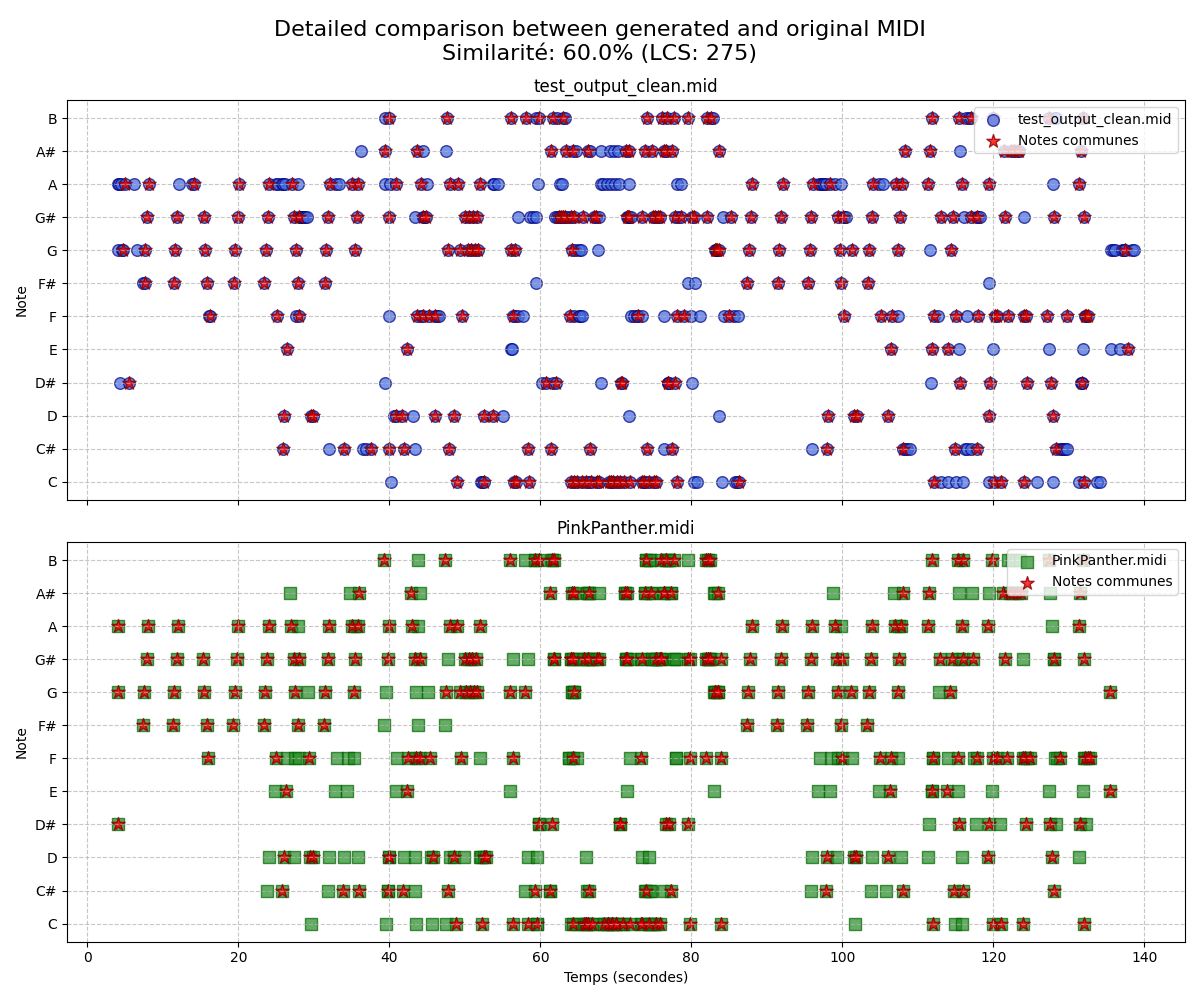 Detailed comparison between generated and original MIDI
Similarité: 60.0% (LCS: 275)
test_output_clean.mid
B
A#
A
G#
G
F#
F
E
D#
D
C#
C
Note
test_output_clean.mid
Notes communes
PinkPanther.midi
B
A#
A
G#
G
F#
F
E
D#
D
C#
C
Note
PinkPanther.midi
Notes communes
0 20 40 60 80 100 120 140
Temps (secondes)